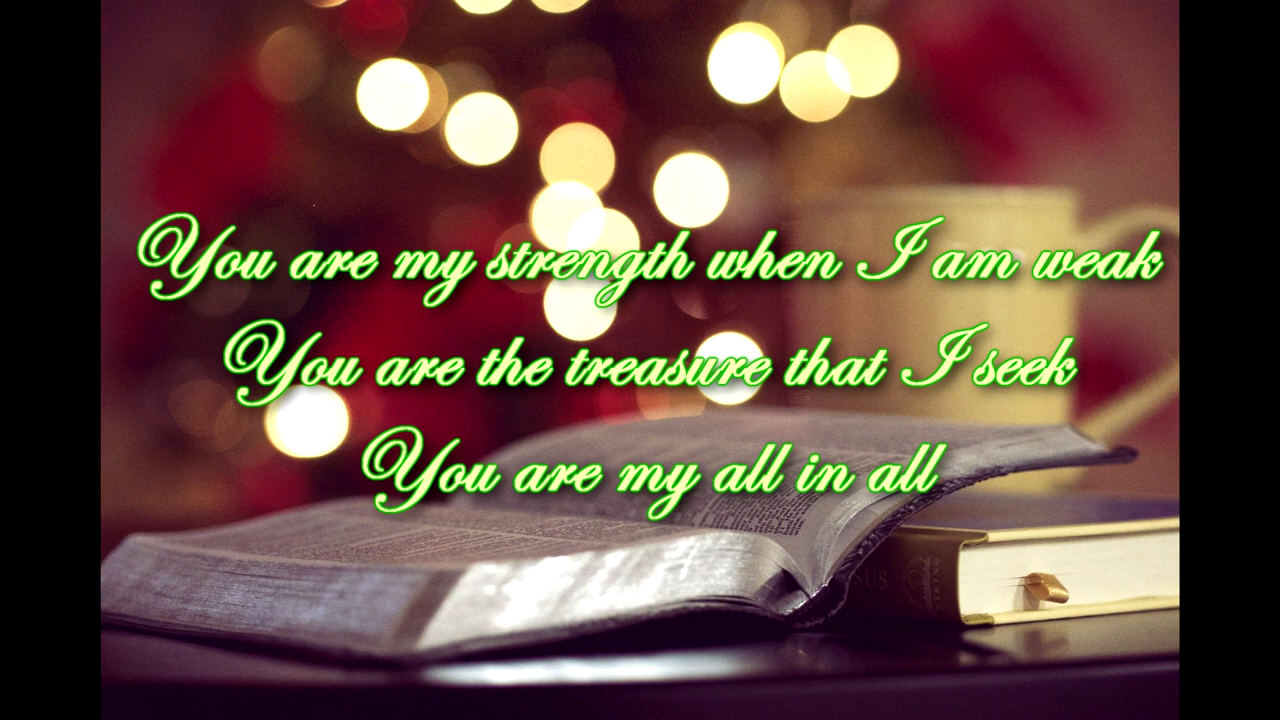 You are my strength when I am weak
You are the treasure that I seek
You are my all in all